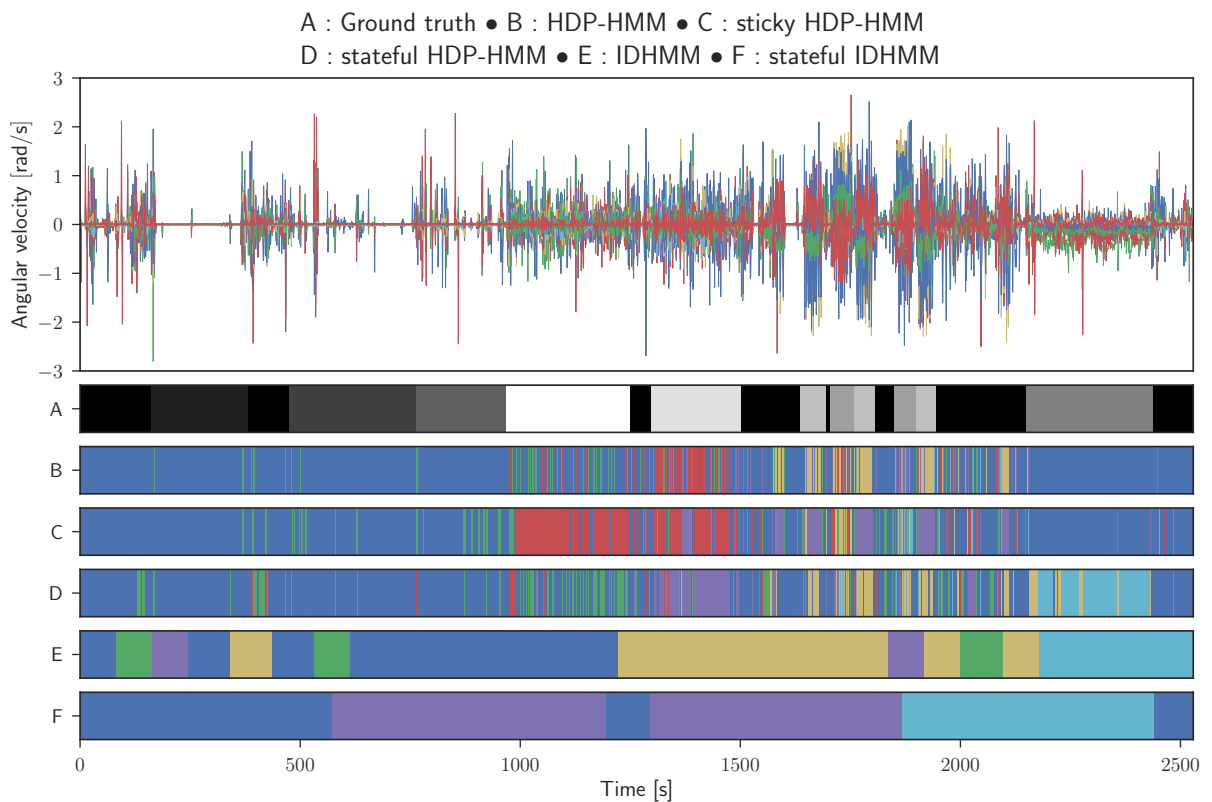 A : Ground truth ● B : HDP-HMM ● C : sticky HDP-HMM
D : stateful HDP-HMM ● E : IDHMM ● F : stateful IDHMM
Angular velocity [rad/s]
3
2
1
0
−1
−2
−3
A
B
C
D
E
F
0 500 1000 1500 2000 2500
Time [s]